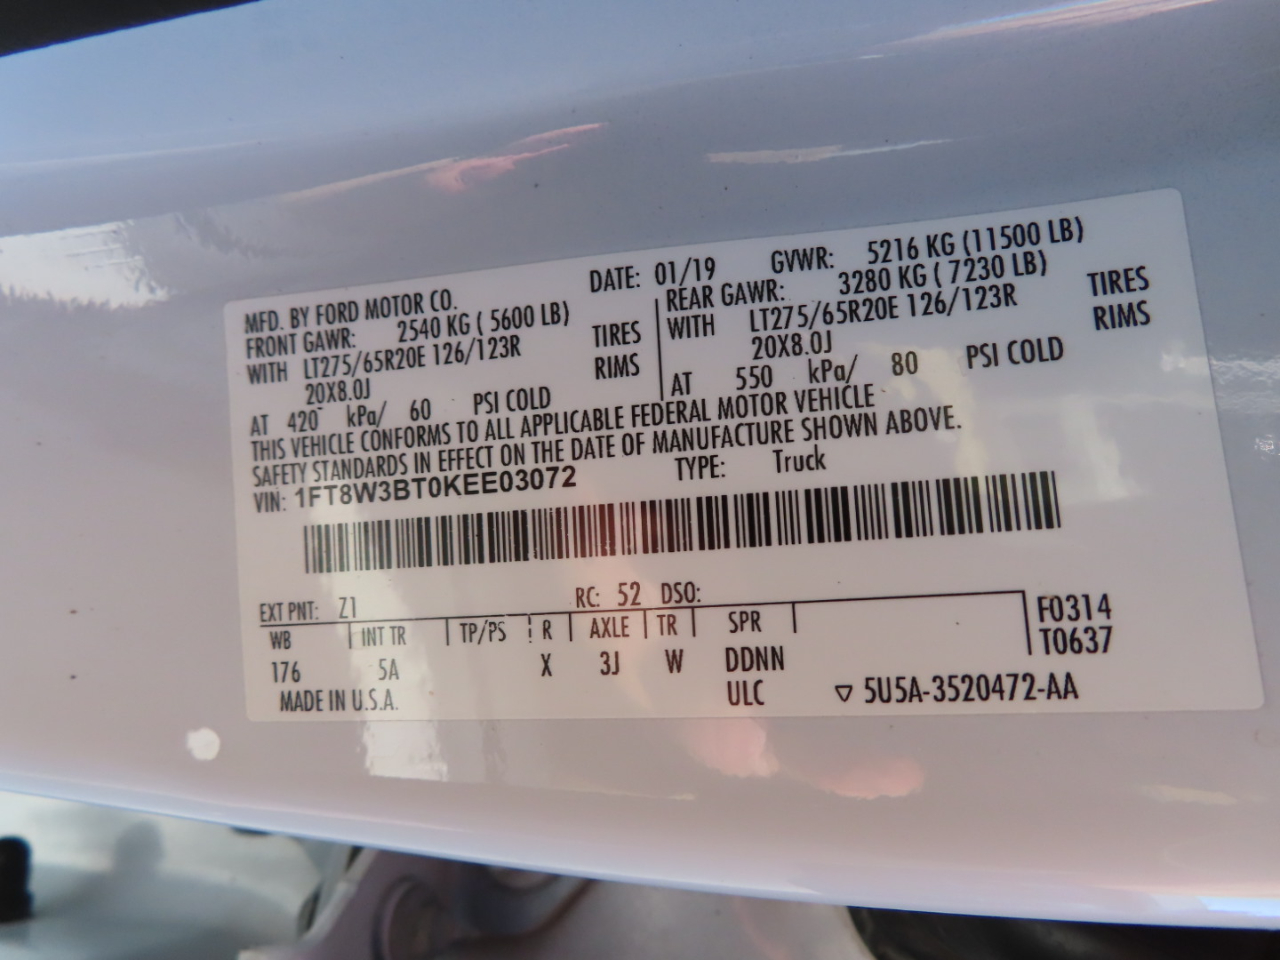 MFD. BY FORD MOTOR CO. DATE: 01/19 GVWR: 5216 KG (11500 LB)
FRONT GAWR: 2540 KG ( 5600 LB) REAR GAWR: 3280 KG ( 7230 LB)
WITH LT275/65R20E 126/123R TIRES WITH LT275/65R20E 126/123R TIRES
20X8.0J RIMS 20X8.0J RIMS
AT 420 kPa/ 60 PSI COLD AT 550 kPa/ 80 PSI COLD
THIS VEHICLE CONFORMS TO ALL APPLICABLE FEDERAL MOTOR VEHICLE
SAFETY STANDARDS IN EFFECT ON THE DATE OF MANUFACTURE SHOWN ABOVE.
VIN: 1FT8W3BT0KEE03072 TYPE: Truck
EXT PNT: Z1 RC: 52 DSO:
WB INT TR TP/PS R AXLE TR SPR F0314
T0637
176 5A X 3J W DDNN
MADE IN U.S.A. ULC ▽ 5U5A-3520472-AA